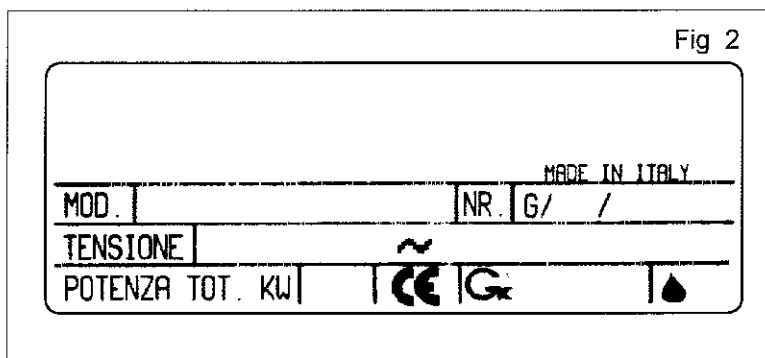 Fig 2
MADE IN ITALY
MOD. NR. G/ /
TENSIONE ~
POTENZA TOT. KW CE G